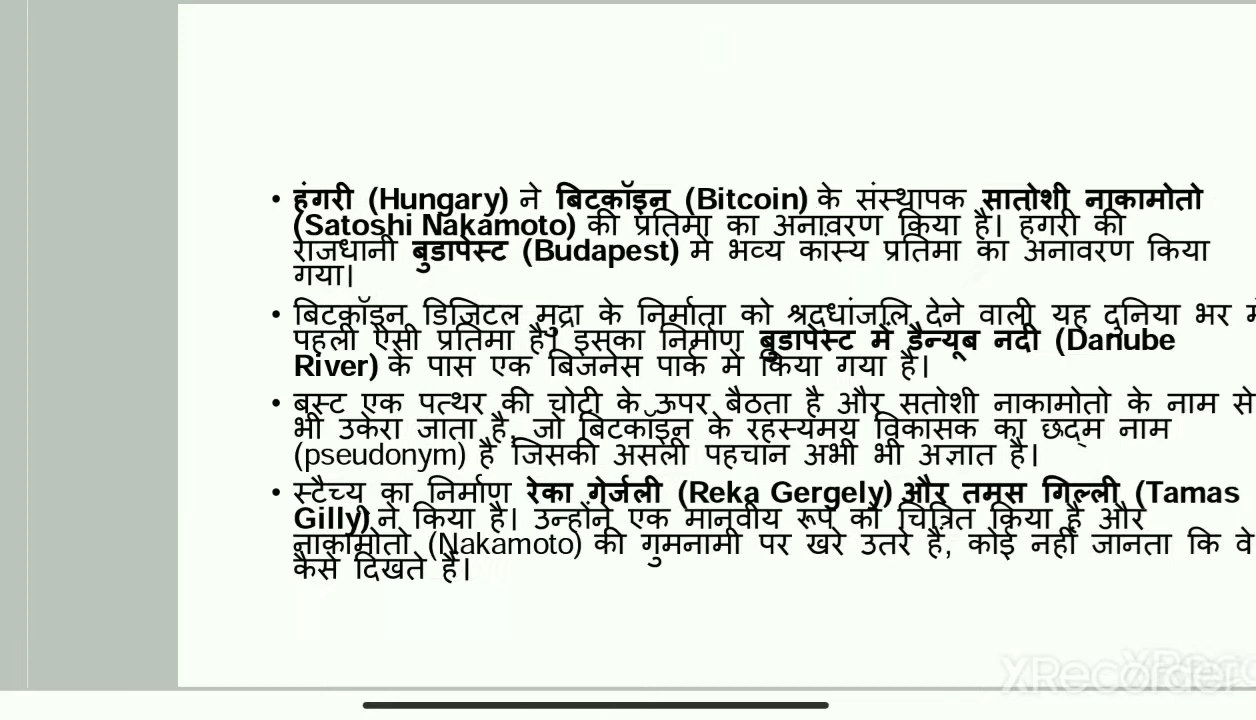 • हंगरी (Hungary) ने बिटकॉइन (Bitcoin) के संस्थापक सातोशी नाकामोतो
(Satoshi Nakamoto) की प्रतिमा का अनावरण किया है। हंगरी की
राजधानी बुडापेस्ट (Budapest) में भव्य कांस्य प्रतिमा का अनावरण किया
गया।
• बिटकॉइन डिजिटल मुद्रा के निर्माता को श्रद्धांजलि देने वाली यह दुनिया भर में
पहली ऐसी प्रतिमा है। इसका निर्माण बुडापेस्ट में डैन्यूब नदी (Danube
River) के पास एक बिजनेस पार्क में किया गया है।
• बस्ट एक पत्थर की चोटी के ऊपर बैठता है और सतोशी नाकामोतो के नाम से
भी उकेरा जाता है, जो बिटकॉइन के रहस्यमय विकासक का छद्म नाम
(pseudonym) है जिसकी असली पहचान अभी भी अज्ञात है।
• स्टैच्यू का निर्माण रेका गेर्जली (Reka Gergely) और तमस गिल्ली (Tamas
Gilly) ने किया है। उन्होंने एक मानवीय रूप को चित्रित किया है और
नाकामोतो (Nakamoto) की गुमनामी पर खरे उतरे हैं, कोई नहीं जानता कि वे
कैसे दिखते हैं।
XRecorder